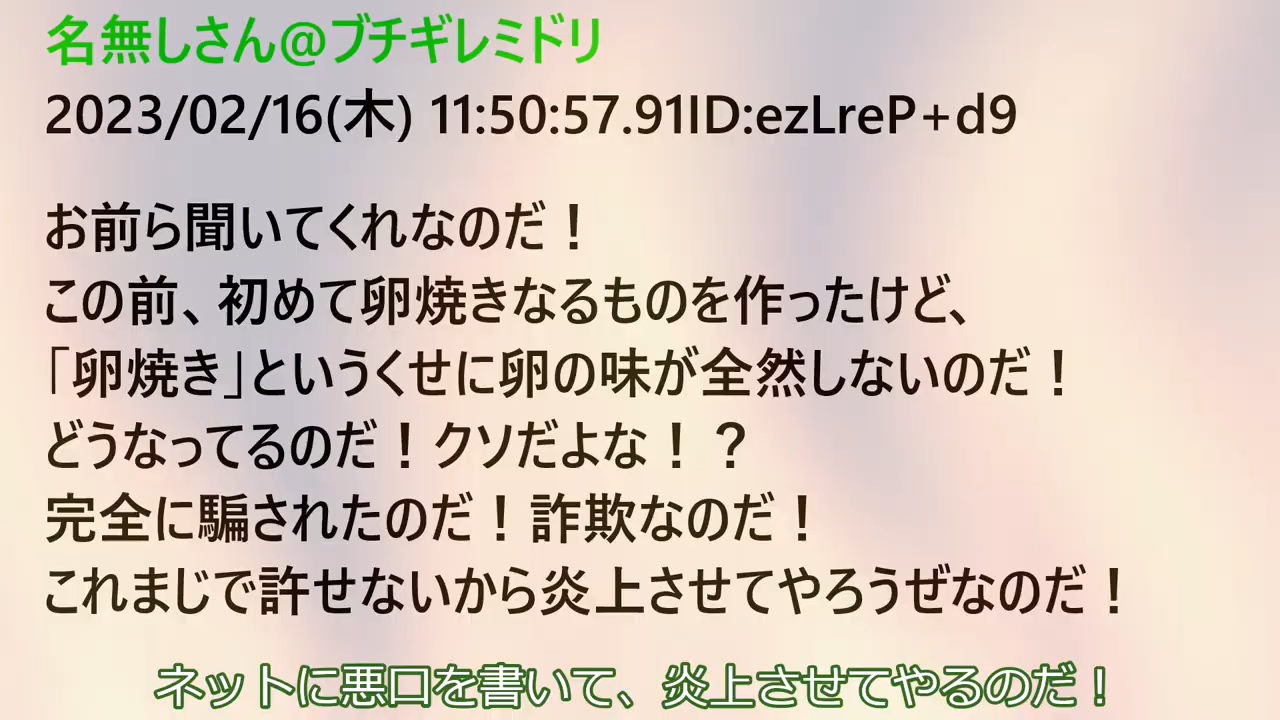 名無しさん@ブチギレミドリ
2023/02/16(木) 11:50:57.91ID:ezLreP+d9
お前ら聞いてくれなのだ！
この前、初めて卵焼きなるものを作ったけど、
「卵焼き」というくせに卵の味が全然しないのだ！
どうなってるのだ！クソだよな！？
完全に騙されたのだ！詐欺なのだ！
これまじで許せないから炎上させてやろうぜなのだ！
ネットに悪口を書いて、炎上させてやるのだ！